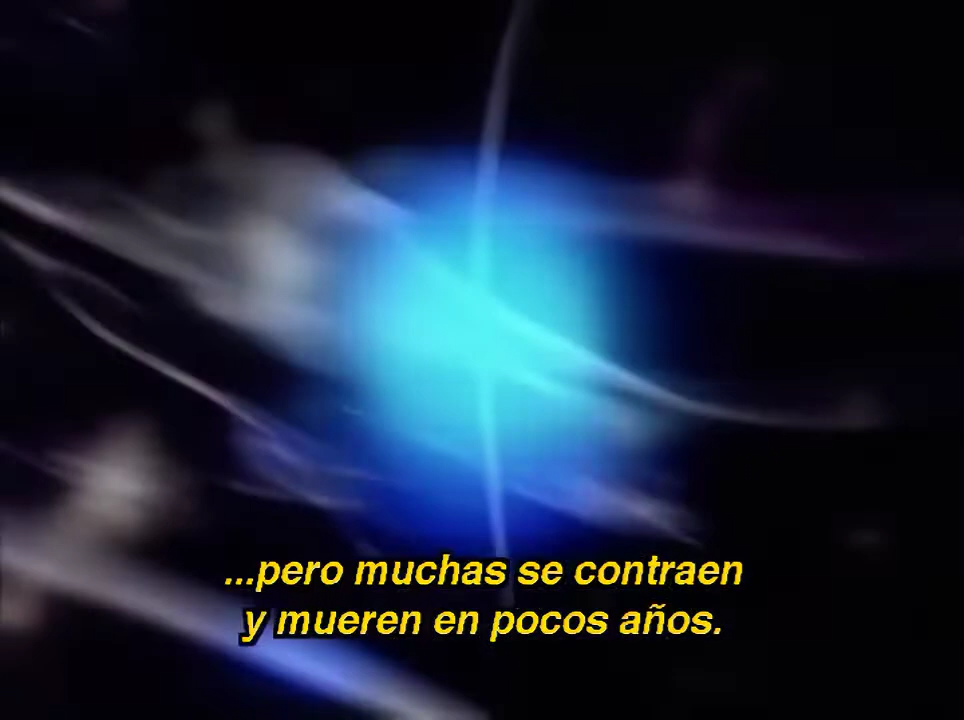 ...pero muchas se contraen
y mueren en pocos años.